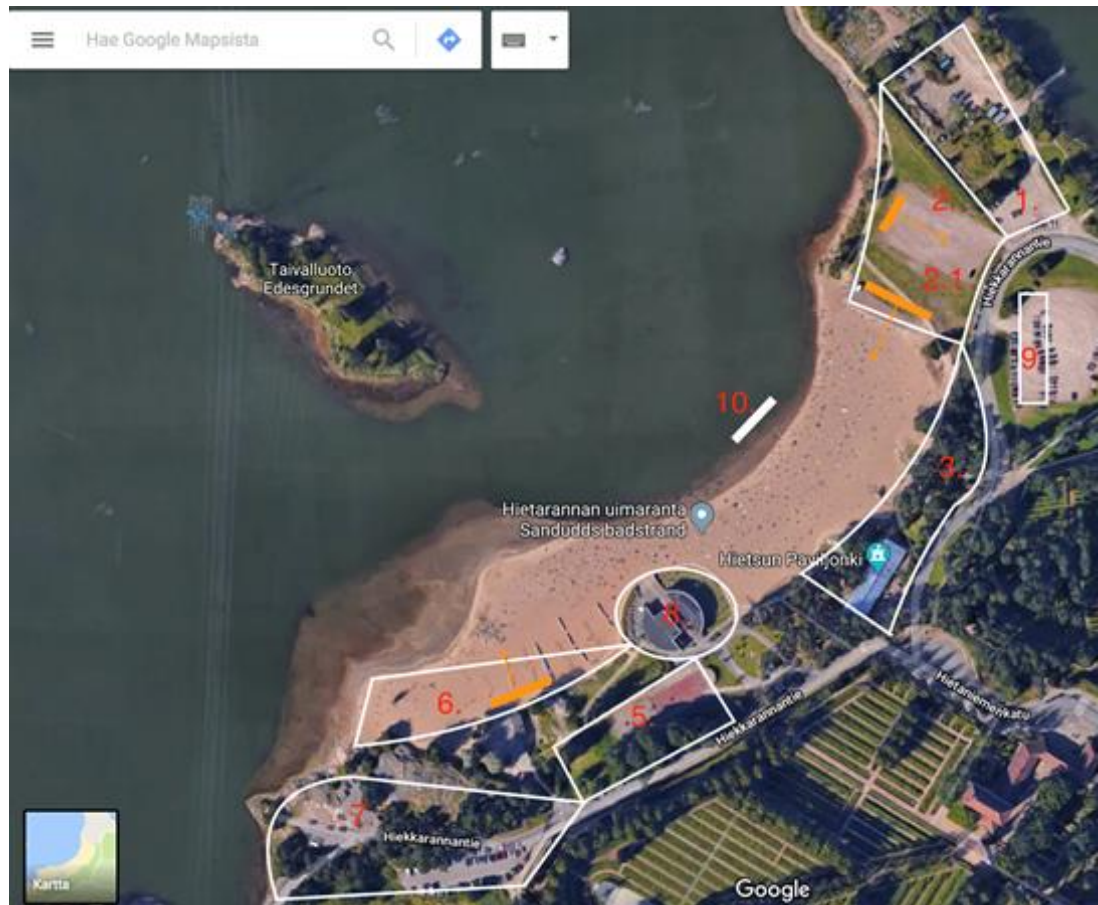 Hae Google Mapsista
1.
2.
Hiekkarannantie
Taivalluoto
Edesgrundet
2.1
9.
10.
3.
Hietarannan uimaranta
Sandudds badstrand
Hietsun Paviljonki
8.
Hietaniemenkatu
6.
5.
Hiekkarannantie
7.
Hiekkarannantie
Kartta
Google